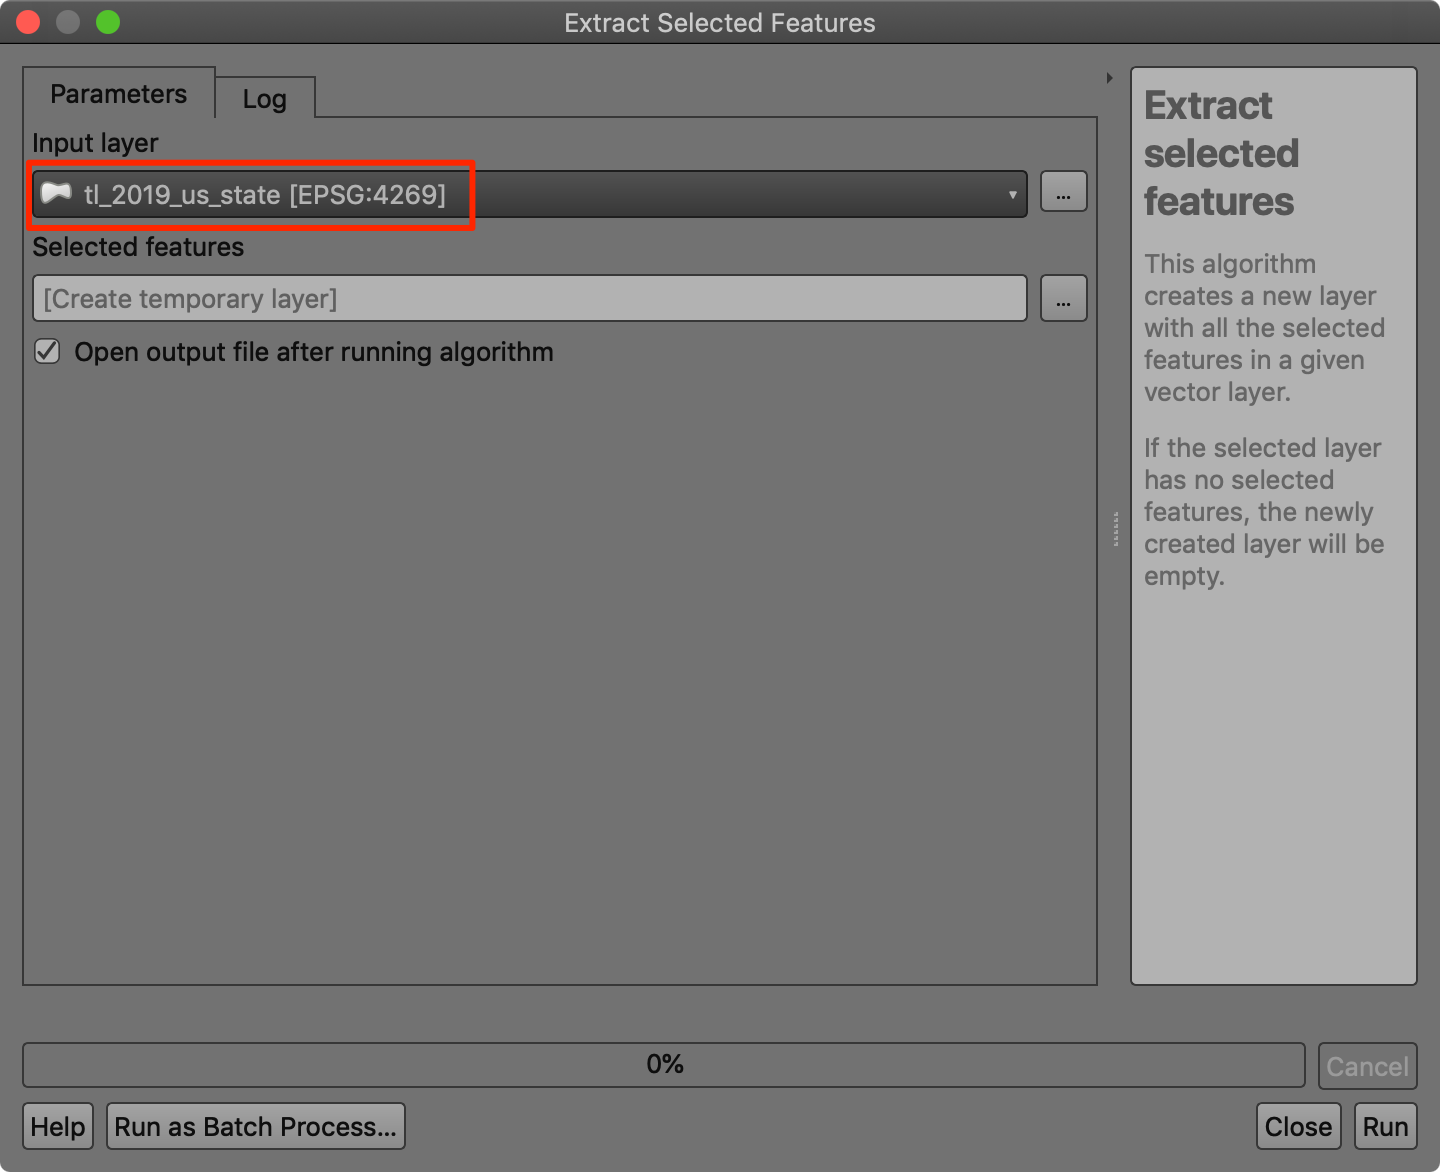 Extract Selected Features
Parameters
Log
Input layer
tl_2019_us_state [EPSG:4269]
...
Selected features
[Create temporary layer]
...
Open output file after running algorithm
Extract
selected
features
This algorithm
creates a new layer
with all the selected
features in a given
vector layer.
If the selected layer
has no selected
features, the newly
created layer will be
empty.
0%
Cancel
Help
Run as Batch Process...
Close
Run